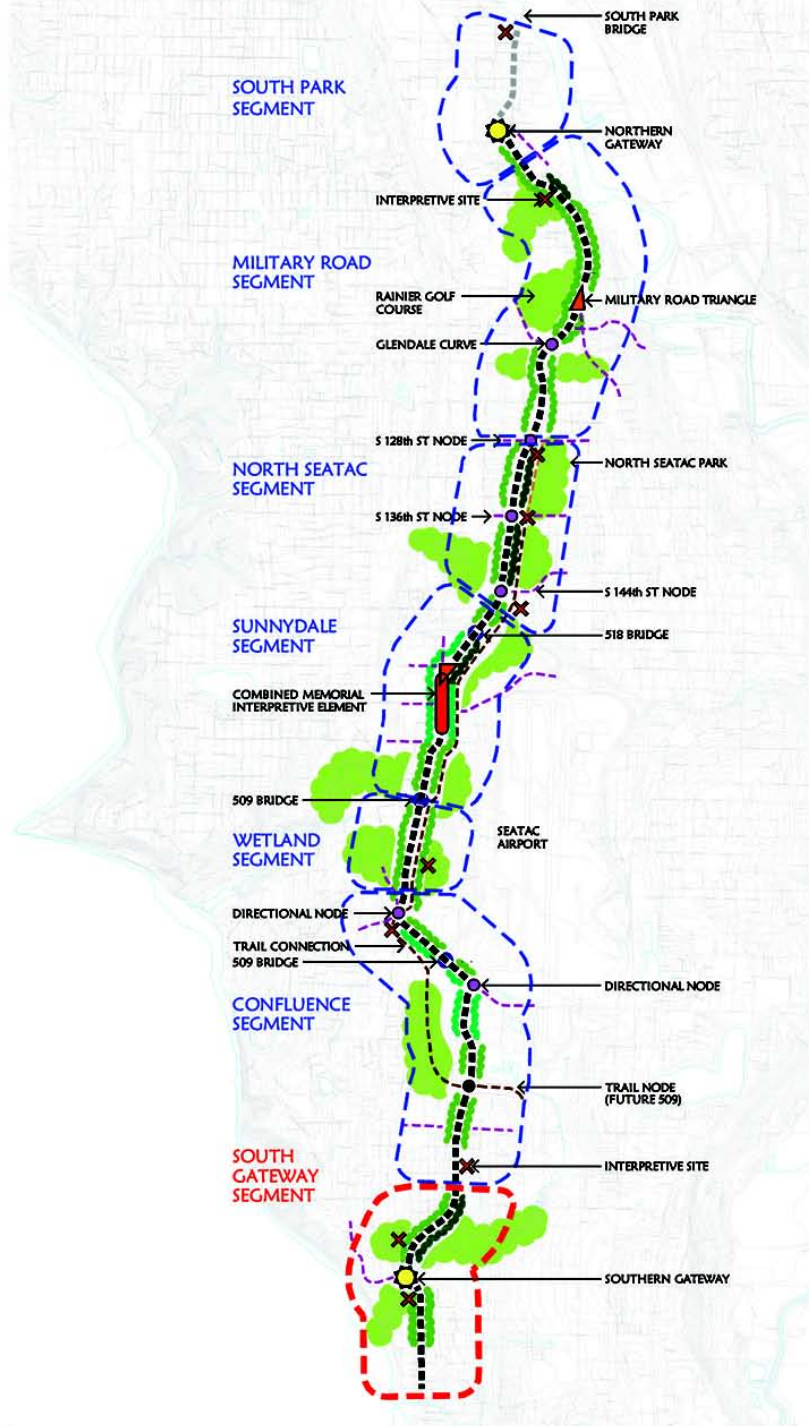 SOUTH PARK
BRIDGE
SOUTH PARK
SEGMENT
NORTHERN
GATEWAY
INTERPRETIVE SITE
MILITARY ROAD
SEGMENT
RAINIER GOLF
COURSE
MILITARY ROAD TRIANGLE
GLENDALE CURVE
S 128th ST NODE
NORTH SEATAC
SEGMENT
NORTH SEATAC PARK
S 136th ST NODE
S 144th ST NODE
SUNNYDALE
SEGMENT
518 BRIDGE
COMBINED MEMORIAL
INTERPRETIVE ELEMENT
509 BRIDGE
WETLAND
SEGMENT
SEATAC
AIRPORT
DIRECTIONAL NODE
TRAIL CONNECTION
509 BRIDGE
DIRECTIONAL NODE
CONFLUENCE
SEGMENT
TRAIL NODE
(FUTURE 509)
SOUTH
GATEWAY
SEGMENT
INTERPRETIVE SITE
SOUTHERN GATEWAY